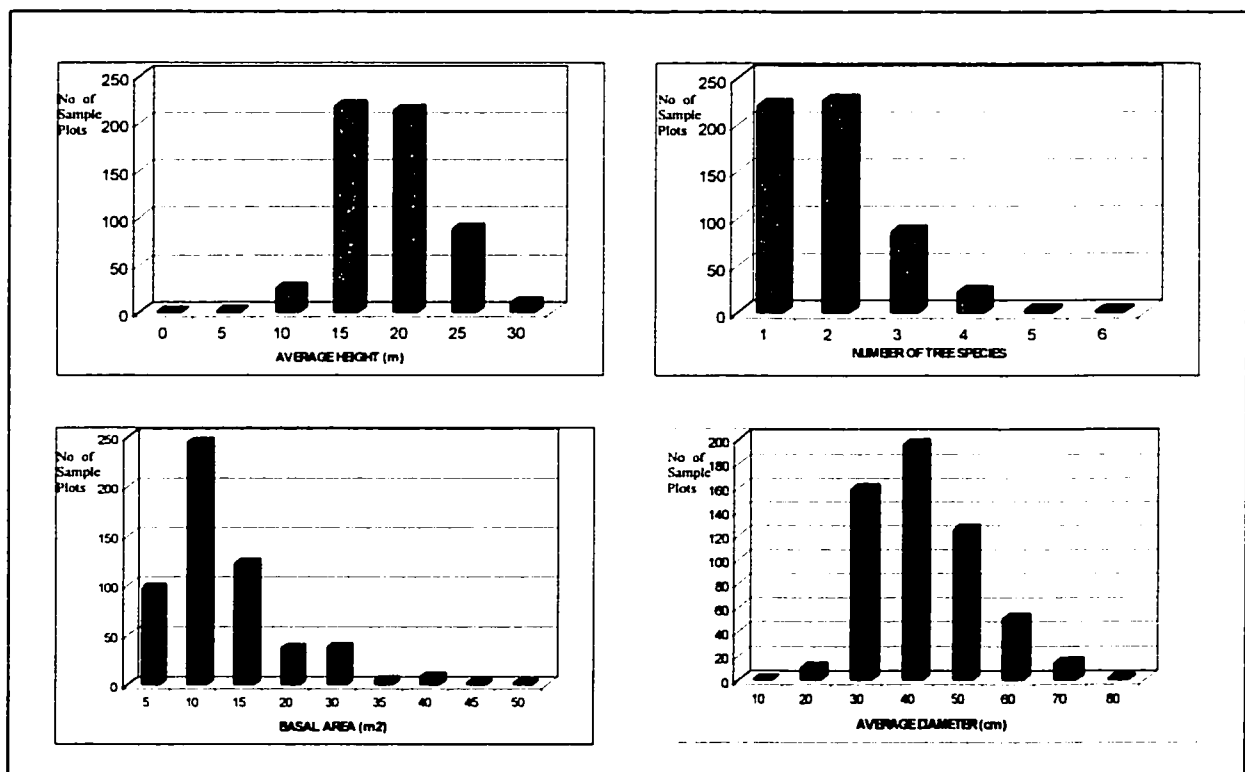 250
No of
Sample
Plots
200
150
100
50
0
0 5 10 15 20 25 30
AVERAGE HEIGHT (m)
250
No of
Sample
Plots
200
150
100
50
0
1 2 3 4 5 6
NUMBER OF TREE SPECIES
250
No of
Sample
Plots
200
150
100
50
0
5 10 15 20 30 35 40 45 50
BASAL AREA (m2)
200
No of
Sample
Plots
180
160
140
120
100
80
60
40
20
0
10 20 30 40 50 60 70 80
AVERAGE DIAMETER (cm)